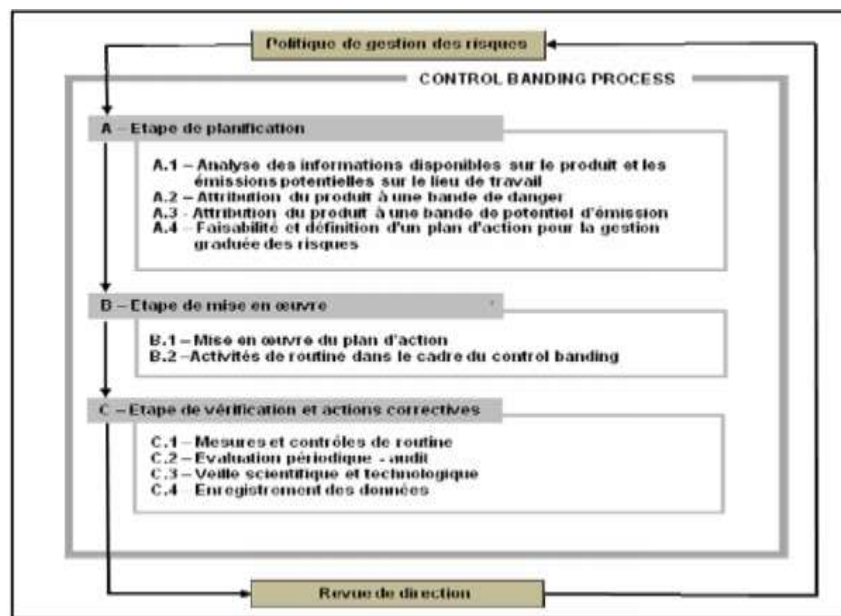 Politique de gestion des risques
CONTROL BANDING PROCESS
A – Etape de planification
A.1 – Analyse des informations disponibles sur le produit et les
émissions potentielles sur le lieu de travail
A.2 – Attribution du produit à une bande de danger
A.3 - Attribution du produit à une bande de potentiel d'émission
A.4 – Faisabilité et définition d'un plan d'action pour la gestion
graduée des risques
B – Etape de mise en œuvre
B.1 – Mise en œuvre du plan d'action
B.2 –Activités de routine dans le cadre du control banding
C – Etape de vérification et actions correctives
C.1 – Mesures et contrôles de routine
C.2 – Evaluation périodique - audit
C.3 – Veille scientifique et technologique
C.4 – Enregistrement des données
Revue de direction